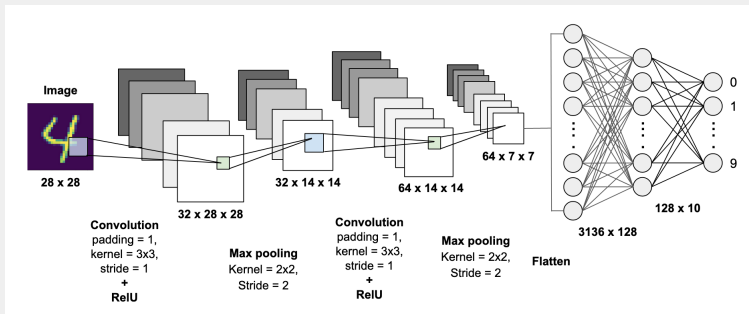 Image
28 x 28
32 x 28 x 28
32 x 14 x 14
64 x 14 x 14
64 x 7 x 7
0
1
9
3136 x 128
128 x 10
Convolution
padding = 1,
kernel = 3x3,
stride = 1
+
RelU
Max pooling
Kernel = 2x2,
Stride = 2
Convolution
padding = 1,
kernel = 3x3,
stride = 1
+
RelU
Max pooling
Kernel = 2x2,
Stride = 2
Flatten
4